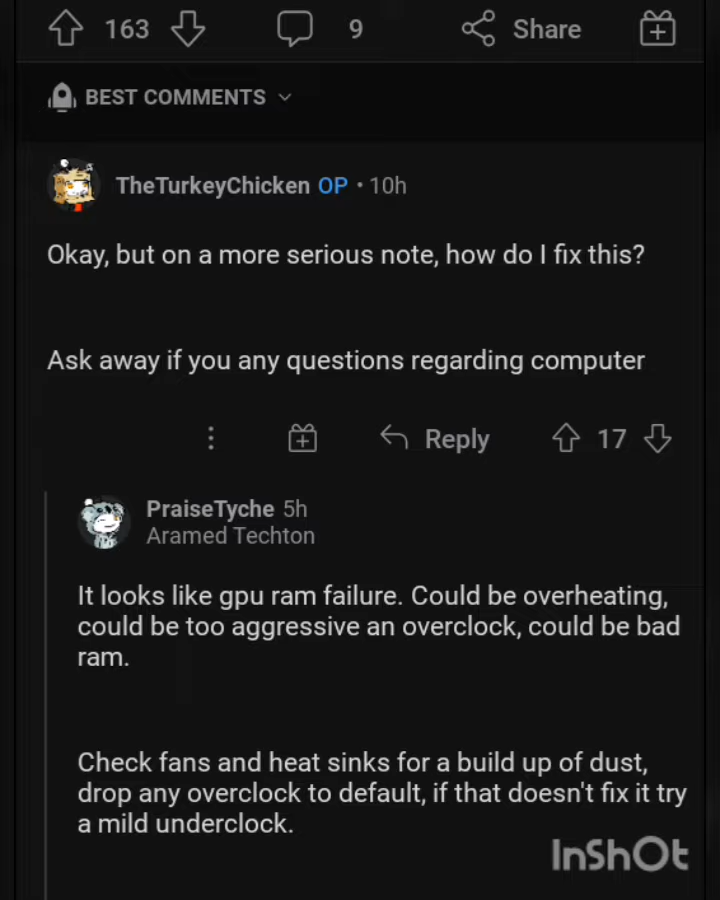 163 9 Share
BEST COMMENTS
TheTurkeyChicken OP • 10h
Okay, but on a more serious note, how do I fix this?
Ask away if you any questions regarding computer
Reply 17
PraiseTyche 5h
Aramed Techton
It looks like gpu ram failure. Could be overheating,
could be too aggressive an overclock, could be bad
ram.
Check fans and heat sinks for a build up of dust,
drop any overclock to default, if that doesn't fix it try
a mild underclock.
InShOt